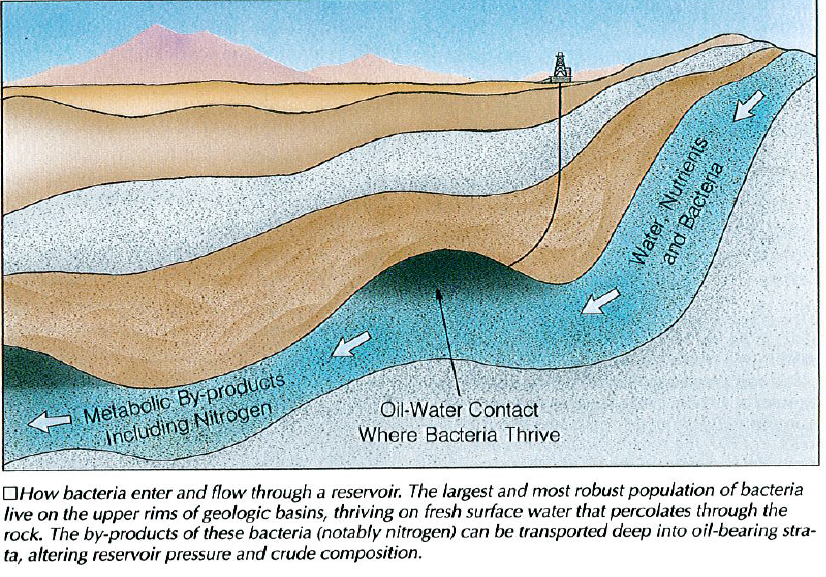 Water, Nutrients
and Bacteria
Metabolic By-products
Including Nitrogen
Oil-Water Contact
Where Bacteria Thrive
☐How bacteria enter and flow through a reservoir. The largest and most robust population of bacteria
live on the upper rims of geologic basins, thriving on fresh surface water that percolates through the
rock. The by-products of these bacteria (notably nitrogen) can be transported deep into oil-bearing stra-
ta, altering reservoir pressure and crude composition.